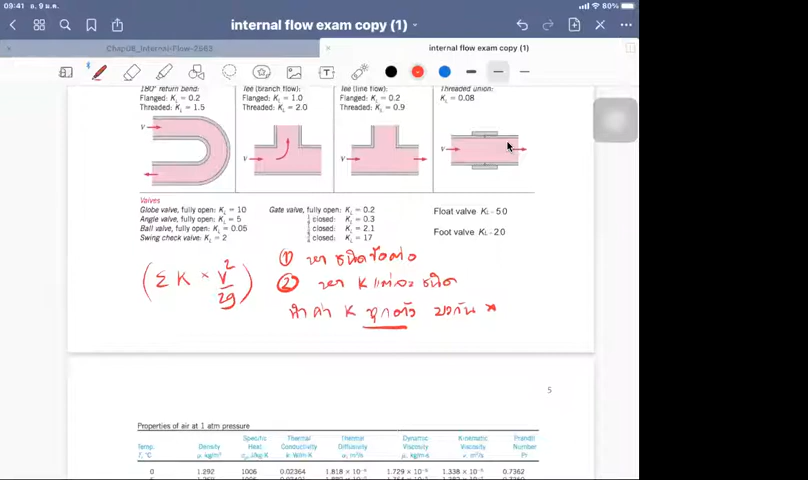 09:41 อ. 9 ม.ค.
80%
internal flow exam copy (1)
Chap08_Internal-Flow-2563...
internal flow exam copy (1)
180° return bend:
Flanged: K_L = 0.2
Threaded: K_L = 1.5
Tee (branch flow):
Flanged: K_L = 1.0
Threaded: K_L = 2.0
Tee (line flow):
Flanged: K_L = 0.2
Threaded: K_L = 0.9
Threaded union:
K_L = 0.08
V
V
V
V
Valves
Globe valve, fully open: K_L = 10
Angle valve, fully open: K_L = 5
Ball valve, fully open: K_L = 0.05
Swing check valve: K_L = 2
Gate valve, fully open: K_L = 0.2
closed: K_L = 0.3
closed: K_L = 2.1
closed: K_L = 17
Float valve K_L - 50
Foot valve K_L - 20
(ΣK × V²/2g)
① หา ชนิดข้อต่อ
② หา K แต่ละชนิด
นำค่า K ทุกตัว บวกกัน *
5
Properties of air at 1 atm pressure
Temp. T, °C
Density ρ, kg/m³
Specific Heat c_p, J/kg·K
Thermal Conductivity k, W/m·K
Thermal Diffusivity α, m²/s
Dynamic Viscosity μ, kg/m·s
Kinematic Viscosity ν, m²/s
Prandtl Number Pr
0 1.292 1006 0.02364 1.818 × 10⁻⁵ 1.729 × 10⁻⁵ 1.338 × 10⁻⁵ 0.7362